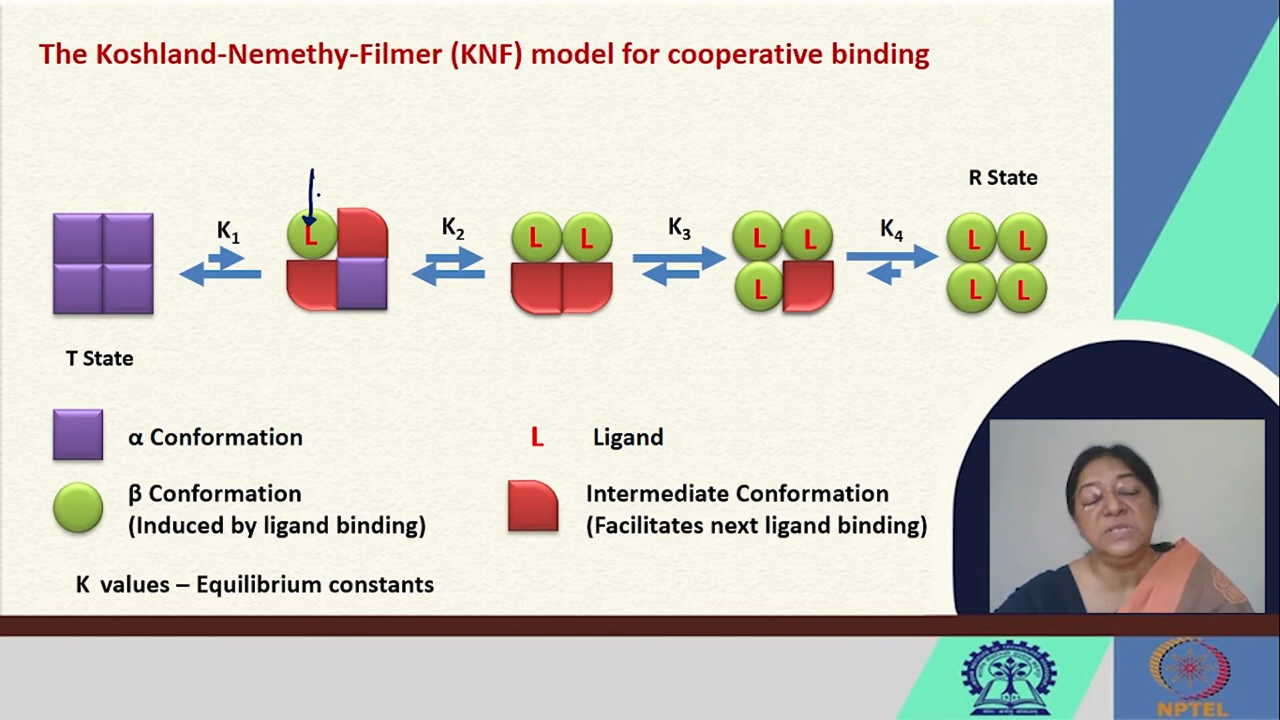 The Koshland-Nemethy-Filmer (KNF) model for cooperative binding
R State
K1
K2
K3
K4
L
L L
L L
L
L L
L L
T State
α Conformation
L Ligand
β Conformation
(Induced by ligand binding)
Intermediate Conformation
(Facilitates next ligand binding)
K values – Equilibrium constants
NPTEL